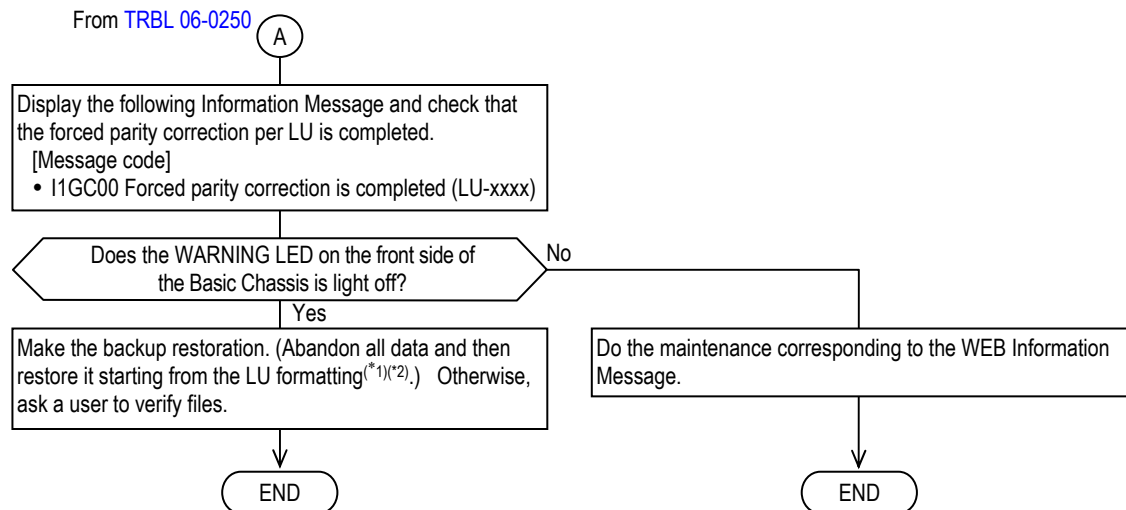 From TRBL 06-0250
A
Display the following Information Message and check that
the forced parity correction per LU is completed.
[Message code]
• I1GC00 Forced parity correction is completed (LU-xxxx)
Does the WARNING LED on the front side of
the Basic Chassis is light off?
No
Yes
Make the backup restoration. (Abandon all data and then
restore it starting from the LU formatting(*1)(*2).) Otherwise,
ask a user to verify files.
Do the maintenance corresponding to the WEB Information
Message.
END
END